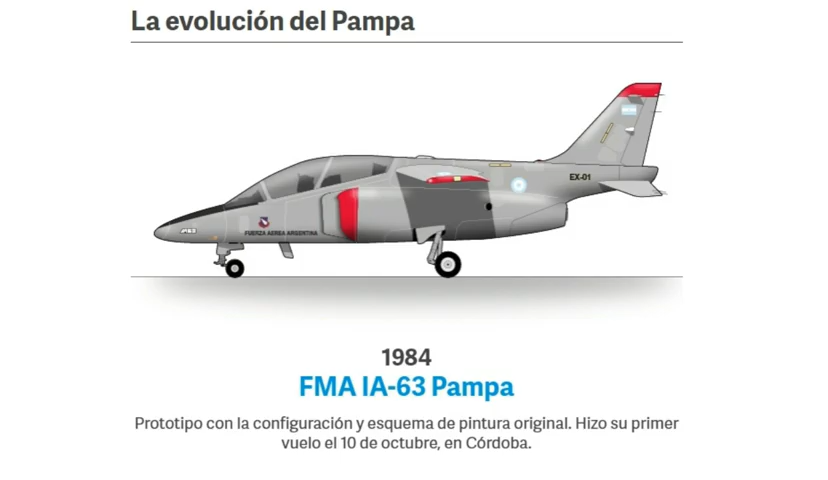 La evolución del Pampa
EX-01
FUERZA AEREA ARGENTINA
1984
FMA IA-63 Pampa
Prototipo con la configuración y esquema de pintura original. Hizo su primer
vuelo el 10 de octubre, en Córdoba.